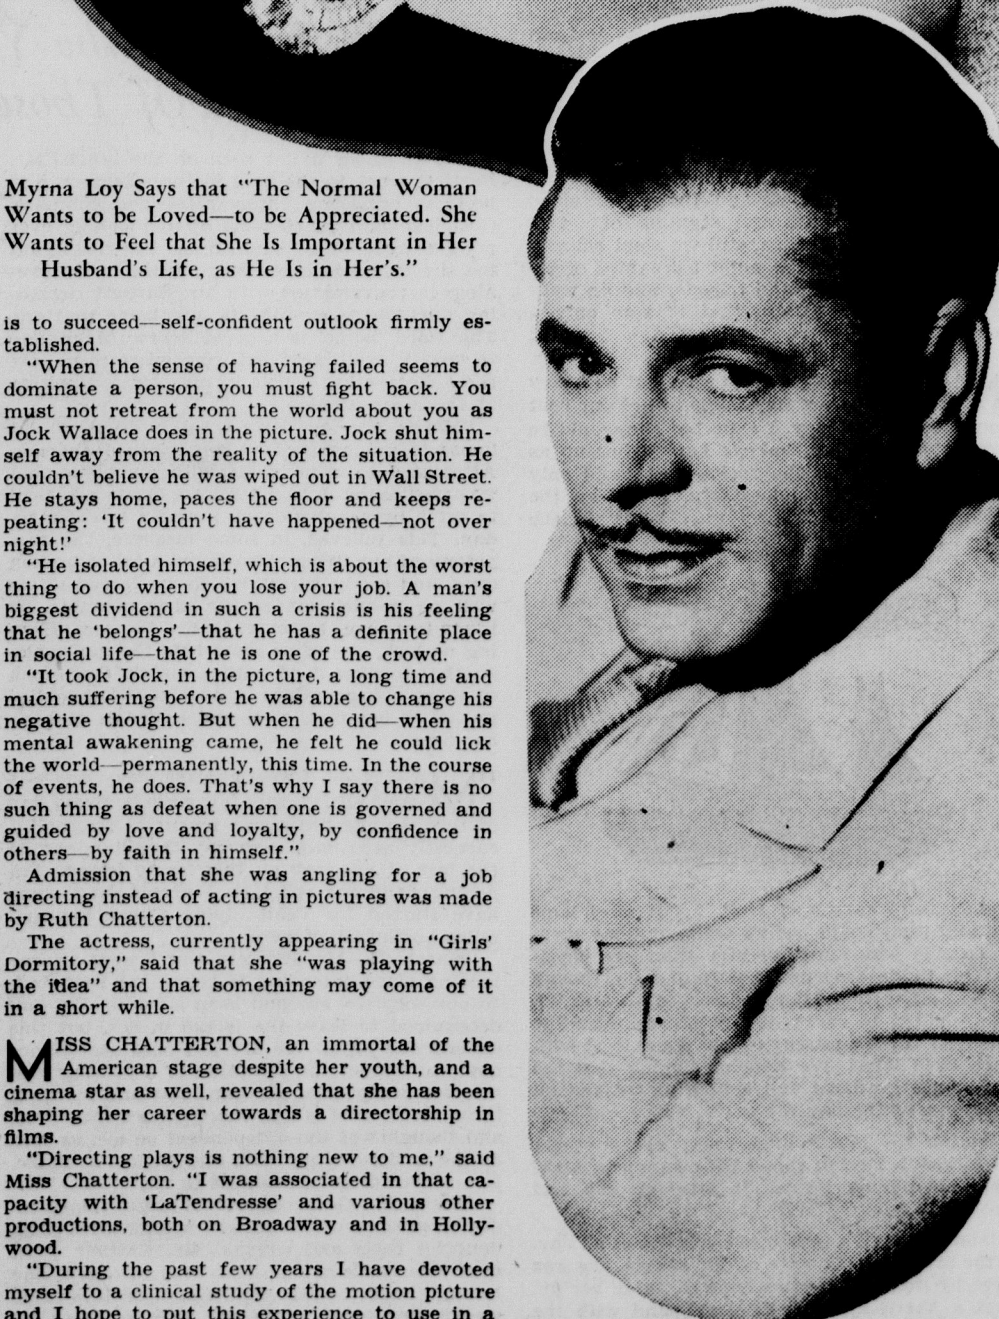 Myrna Loy Says that "The Normal Woman
Wants to be Loved—to be Appreciated. She
Wants to Feel that She Is Important in Her
Husband's Life, as He Is in Her's."
is to succeed—self-confident outlook firmly es-
tablished.
"When the sense of having failed seems to
dominate a person, you must fight back. You
must not retreat from the world about you as
Jock Wallace does in the picture. Jock shut him-
self away from the reality of the situation. He
couldn't believe he was wiped out in Wall Street.
He stays home, paces the floor and keeps re-
peating: 'It couldn't have happened—not over
night!'
"He isolated himself, which is about the worst
thing to do when you lose your job. A man's
biggest dividend in such a crisis is his feeling
that he 'belongs'—that he has a definite place
in social life—that he is one of the crowd.
"It took Jock, in the picture, a long time and
much suffering before he was able to change his
negative thought. But when he did—when his
mental awakening came, he felt he could lick
the world—permanently, this time. In the course
of events, he does. That's why I say there is no
such thing as defeat when one is governed and
guided by love and loyalty, by confidence in
others—by faith in himself."
Admission that she was angling for a job
directing instead of acting in pictures was made
by Ruth Chatterton.
The actress, currently appearing in "Girls'
Dormitory," said that she "was playing with
the idea" and that something may come of it
in a short while.
MISS CHATTERTON, an immortal of the
American stage despite her youth, and a
cinema star as well, revealed that she has been
shaping her career towards a directorship in
films.
"Directing plays is nothing new to me," said
Miss Chatterton. "I was associated in that ca-
pacity with 'LaTendresse' and various other
productions, both on Broadway and in Holly-
wood.
"During the past few years I have devoted
myself to a clinical study of the motion picture
and I hope to put this experience to use in a